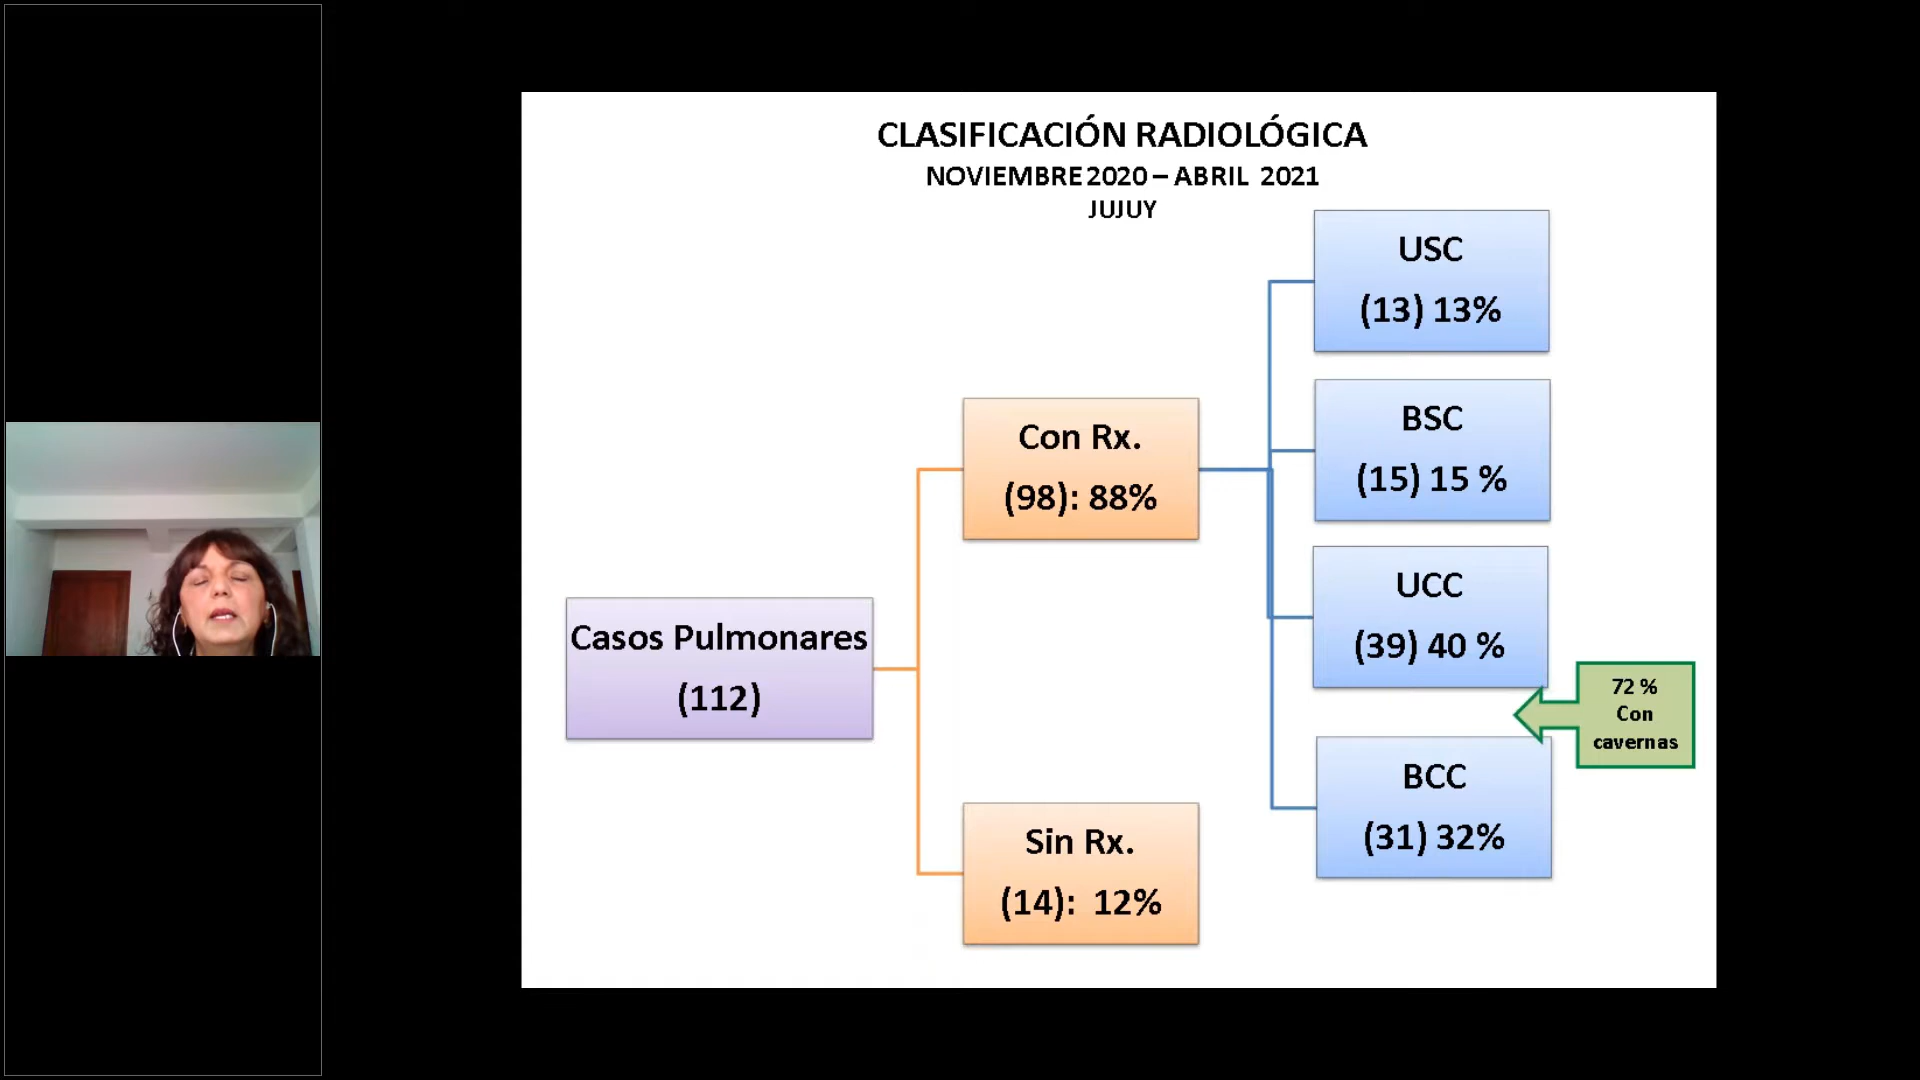 CLASIFICACIÓN RADIOLÓGICA
NOVIEMBRE 2020 – ABRIL 2021
JUJUY
Casos Pulmonares
(112)
Con Rx.
(98): 88%
Sin Rx.
(14): 12%
USC
(13) 13%
BSC
(15) 15 %
UCC
(39) 40 %
BCC
(31) 32%
72 %
Con
cavernas